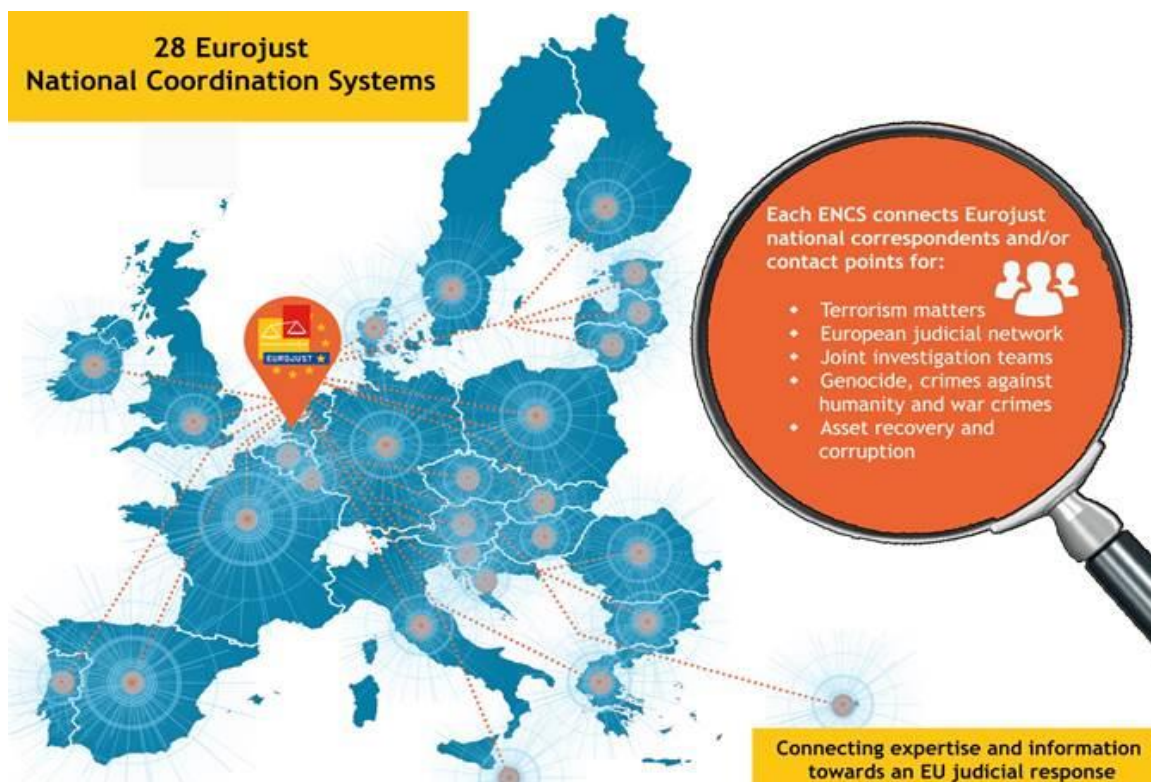 28 Eurojust
National Coordination Systems
EUROJUST
Each ENCS connects Eurojust
national correspondents and/or
contact points for:
Terrorism matters
European judicial network
Joint investigation teams
Genocide, crimes against
humanity and war crimes
Asset recovery and
corruption
Connecting expertise and information
towards an EU judicial response